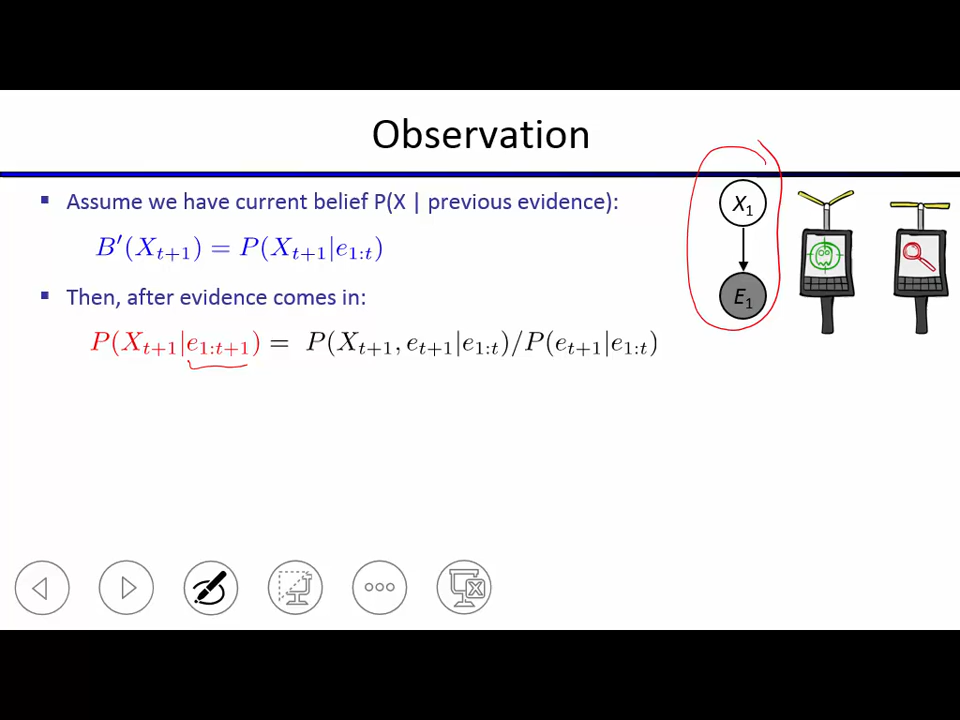 Observation
▪ Assume we have current belief P(X | previous evidence):
B′(X_{t+1}) = P(X_{t+1}|e_{1:t})
▪ Then, after evidence comes in:
P(X_{t+1}|e_{1:t+1}) = P(X_{t+1}, e_{t+1}|e_{1:t})/P(e_{t+1}|e_{1:t})
X_1
E_1